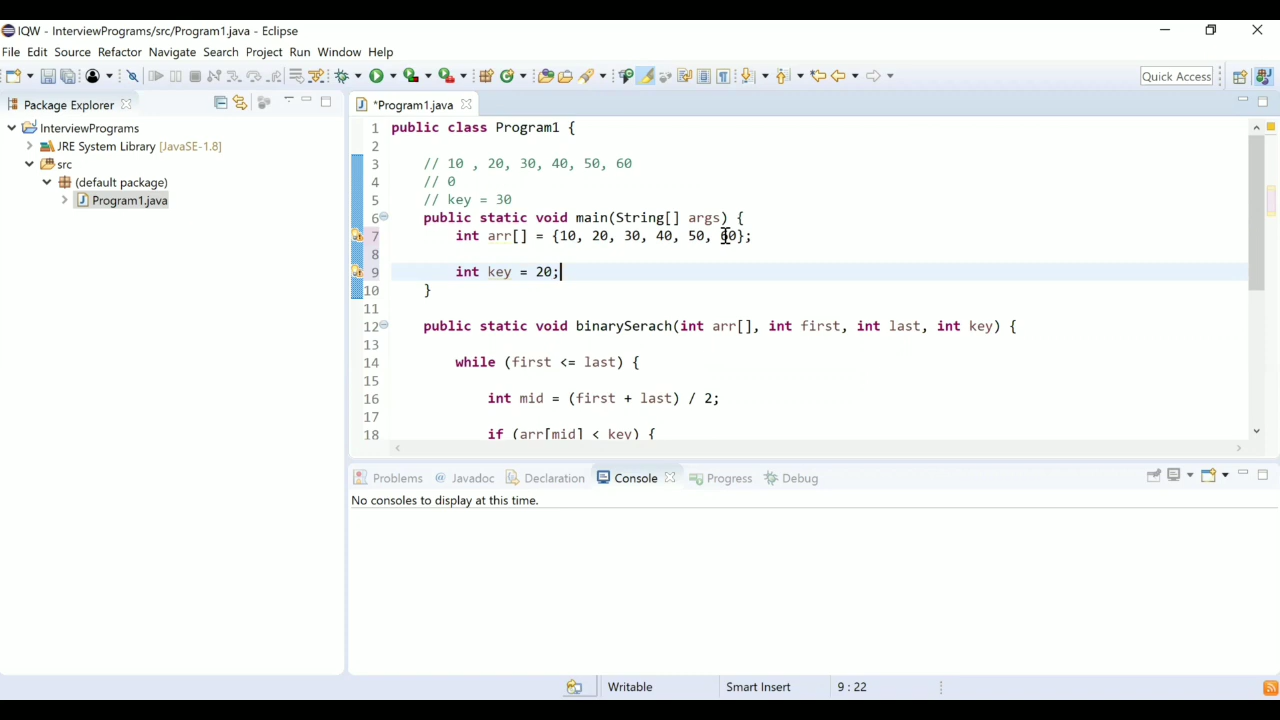 IQW - InterviewPrograms/src/Program1.java - Eclipse
File Edit Source Refactor Navigate Search Project Run Window Help
Quick Access
Package Explorer
InterviewPrograms
JRE System Library [JavaSE-1.8]
src
(default package)
Program1.java
*Program1.java
1 public class Program1 {
2
3 // 10 , 20, 30, 40, 50, 60
4 // 0
5 // key = 30
6 public static void main(String[] args) {
7 int arr[] = {10, 20, 30, 40, 50, 60};
8
9 int key = 20;
10 }
11
12 public static void binarySerach(int arr[], int first, int last, int key) {
13
14 while (first <= last) {
15
16 int mid = (first + last) / 2;
17
18 if (arr[mid] < key) {
Problems Javadoc Declaration Console Progress Debug
No consoles to display at this time.
Writable Smart Insert 9 : 22